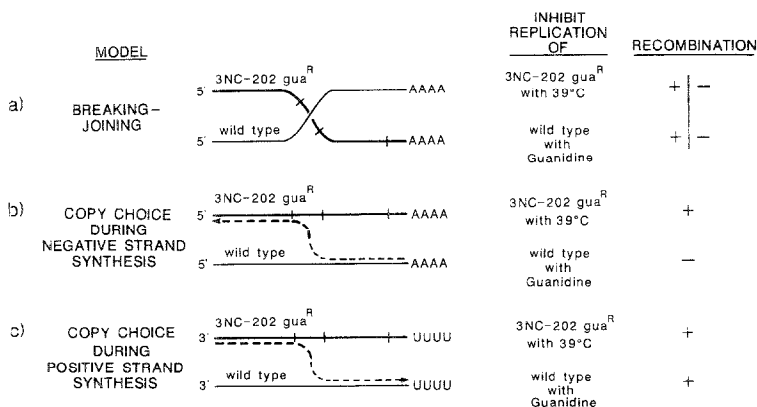 MODEL
INHIBIT
REPLICATION
OF
RECOMBINATION
a)
BREAKING-
JOINING
3NC-202 gua^R
5'
AAAA
wild type
5'
AAAA
3NC-202 gua^R
with 39°C
+ | −
wild type
with
Guanidine
+ | −
b)
COPY CHOICE
DURING
NEGATIVE STRAND
SYNTHESIS
3NC-202 gua^R
5'
AAAA
wild type
5'
AAAA
3NC-202 gua^R
with 39°C
+
wild type
with
Guanidine
−
c)
COPY CHOICE
DURING
POSITIVE STRAND
SYNTHESIS
3NC-202 gua^R
3'
UUUU
wild type
3'
UUUU
3NC-202 gua^R
with 39°C
+
wild type
with
Guanidine
+